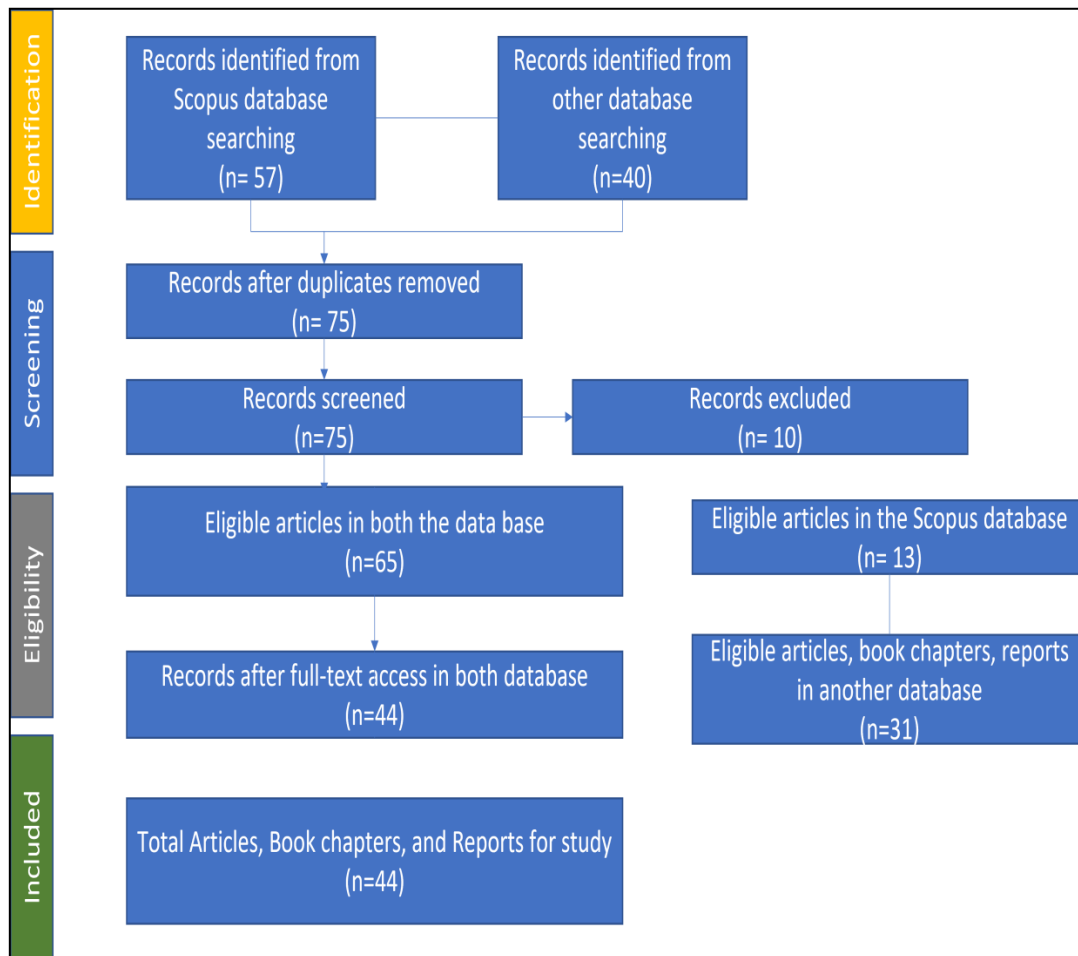 Identification
Records identified from
Scopus database
searching
(n= 57)
Records identified from
other database
searching
(n=40)
Screening
Records after duplicates removed
(n= 75)
Records screened
(n=75)
Records excluded
(n= 10)
Eligibility
Eligible articles in both the data base
(n=65)
Eligible articles in the Scopus database
(n= 13)
Records after full-text access in both database
(n=44)
Eligible articles, book chapters, reports
in another database
(n=31)
Included
Total Articles, Book chapters, and Reports for study
(n=44)